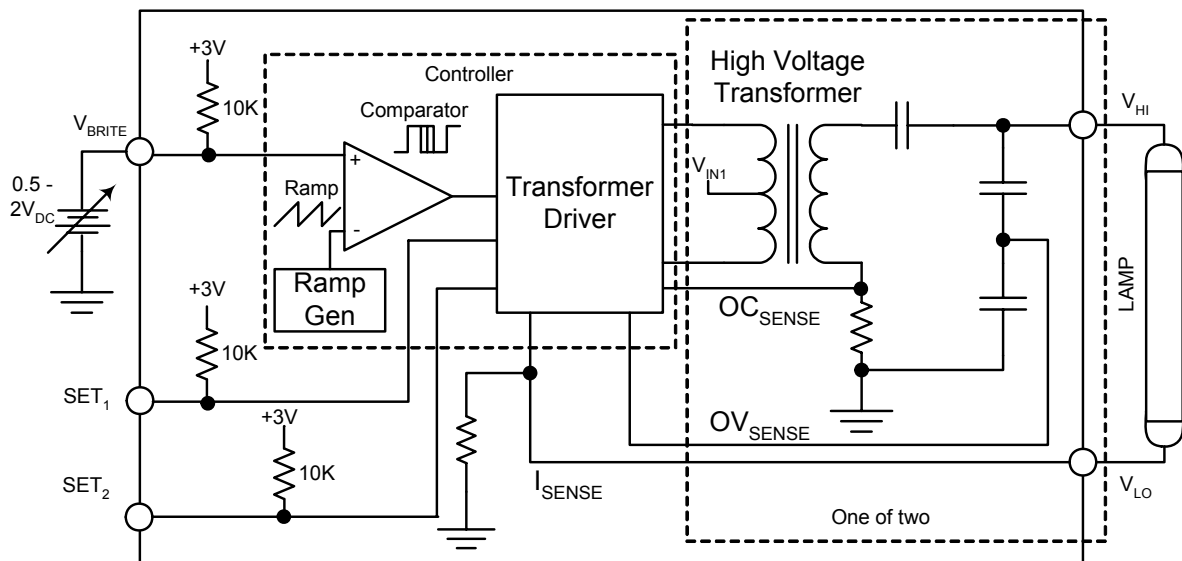 +3V
10K
V_BRITE
0.5 -
2V_DC
Controller
Comparator
+
Ramp
-
Ramp
Gen
Transformer
Driver
High Voltage
Transformer
V_IN1
V_HI
LAMP
+3V
10K
SET_1
OC_SENSE
+3V
10K
SET_2
OV_SENSE
I_SENSE
V_LO
One of two